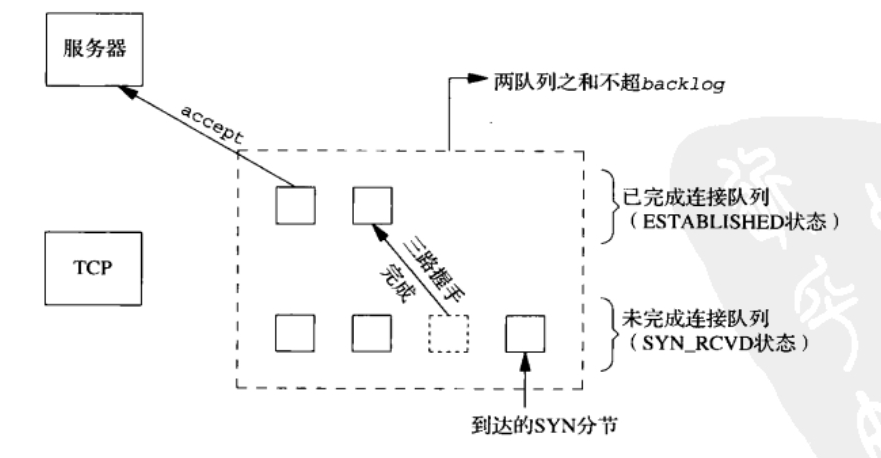 服务器
两队列之和不超backlog
accept
已完成连接队列
（ESTABLISHED状态）
三路握手
完成
TCP
未完成连接队列
（SYN_RCVD状态）
到达的SYN分节